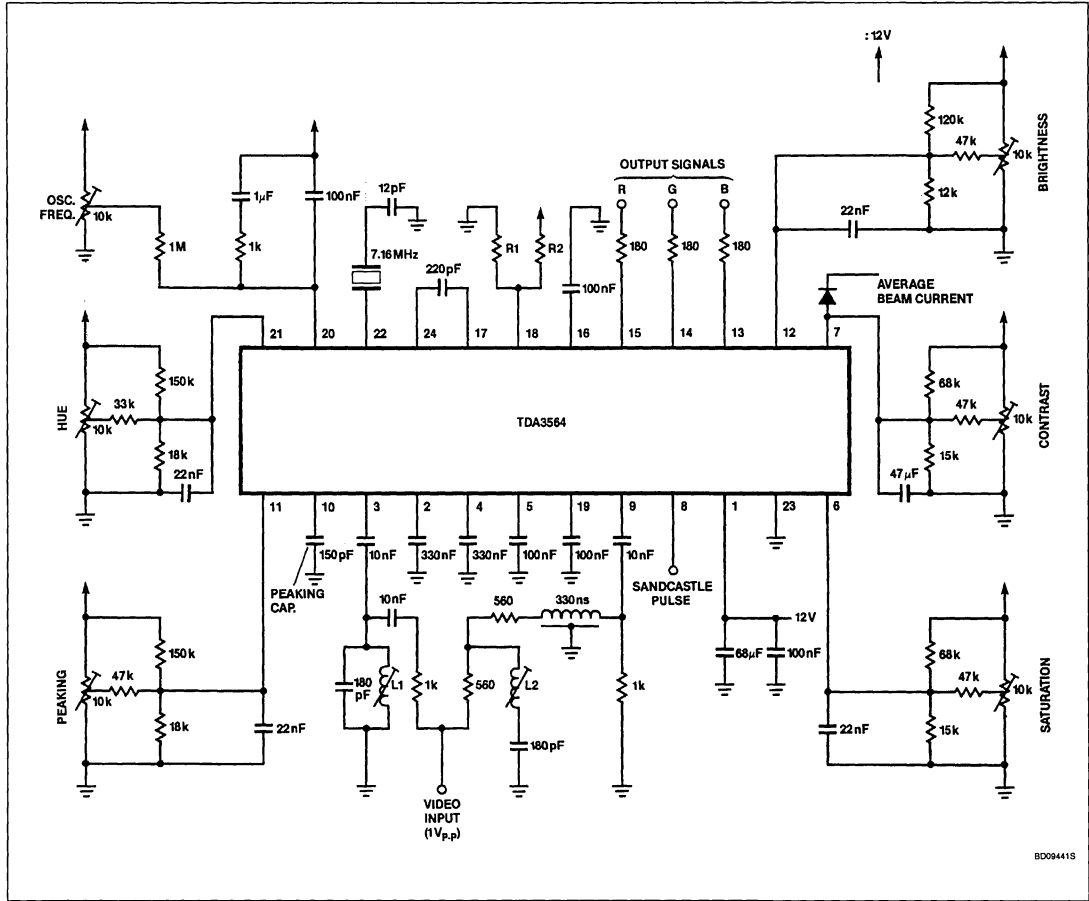 :12V
120k
47k
10k
BRIGHTNESS
12k
22nF
OUTPUT SIGNALS
R
G
B
180
180
180
12pF
1µF
100nF
OSC.
FREQ.
10k
1M
1k
7.16MHz
R1
R2
220pF
100nF
AVERAGE
BEAM CURRENT
21
20
22
24
17
18
16
15
14
13
12
7
HUE
10k
33k
150k
18k
22nF
TDA3564
68k
47k
10k
CONTRAST
15k
47µF
11
10
3
2
4
5
19
9
8
1
23
6
150pF
10nF
330nF
330nF
100nF
100nF
10nF
PEAKING
CAP.
SANDCASTLE
PULSE
10nF
560
330ns
12V
68µF
100nF
PEAKING
10k
47k
150k
18k
22nF
180
pF
L1
1k
560
L2
180pF
1k
VIDEO
INPUT
(1VP-P)
22nF
68k
47k
10k
15k
SATURATION
BD09441S